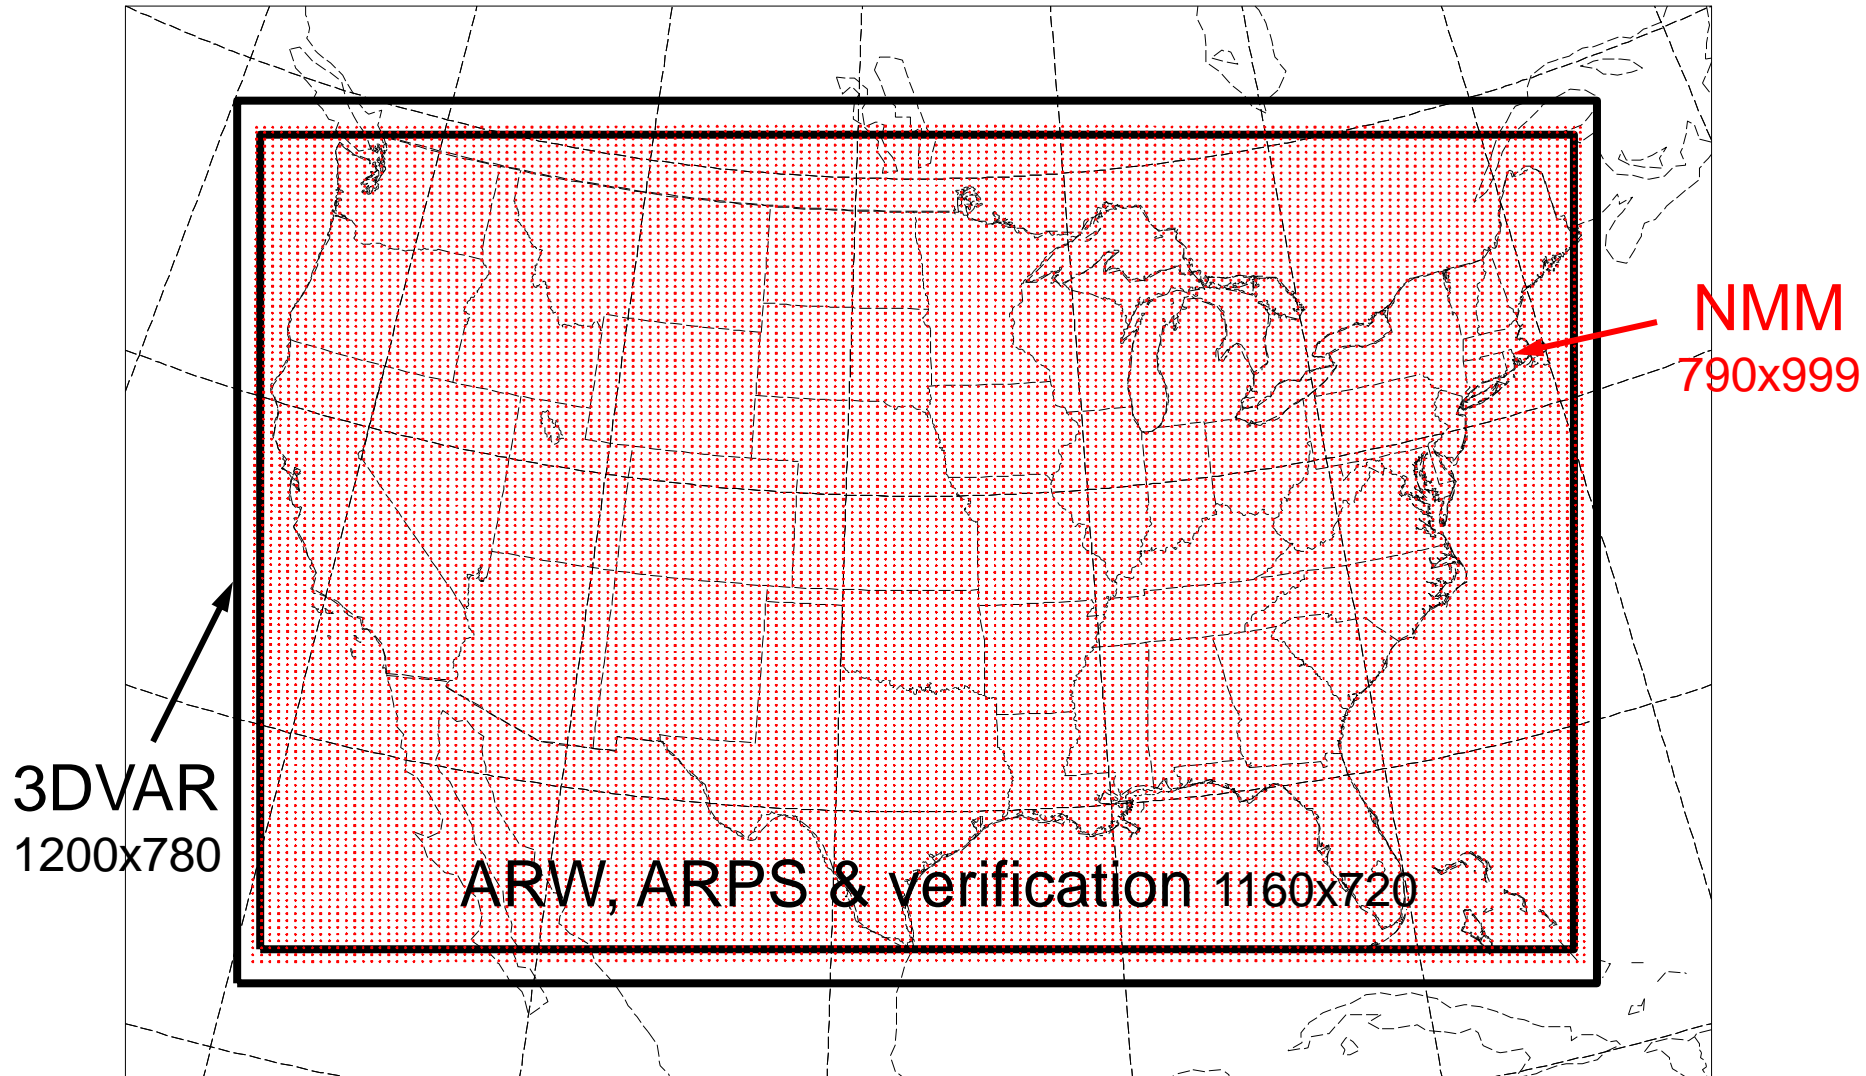 NMM
790x999
3DVAR
1200x780
ARW, ARPS & verification 1160x720